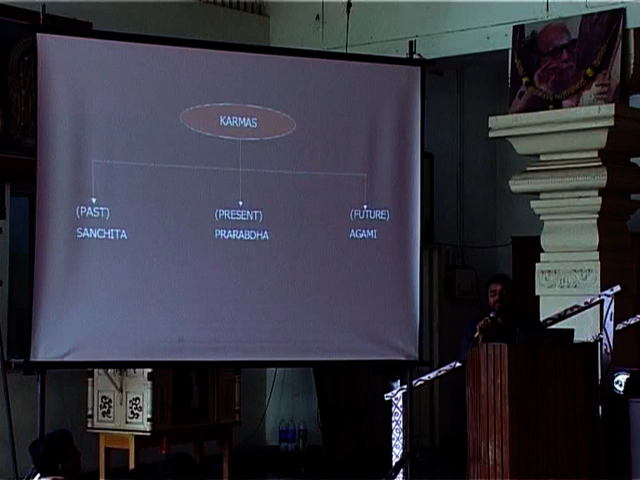 KARMAS
(PAST)
SANCHITA
(PRESENT)
PRARABDHA
(FUTURE)
AGAMI